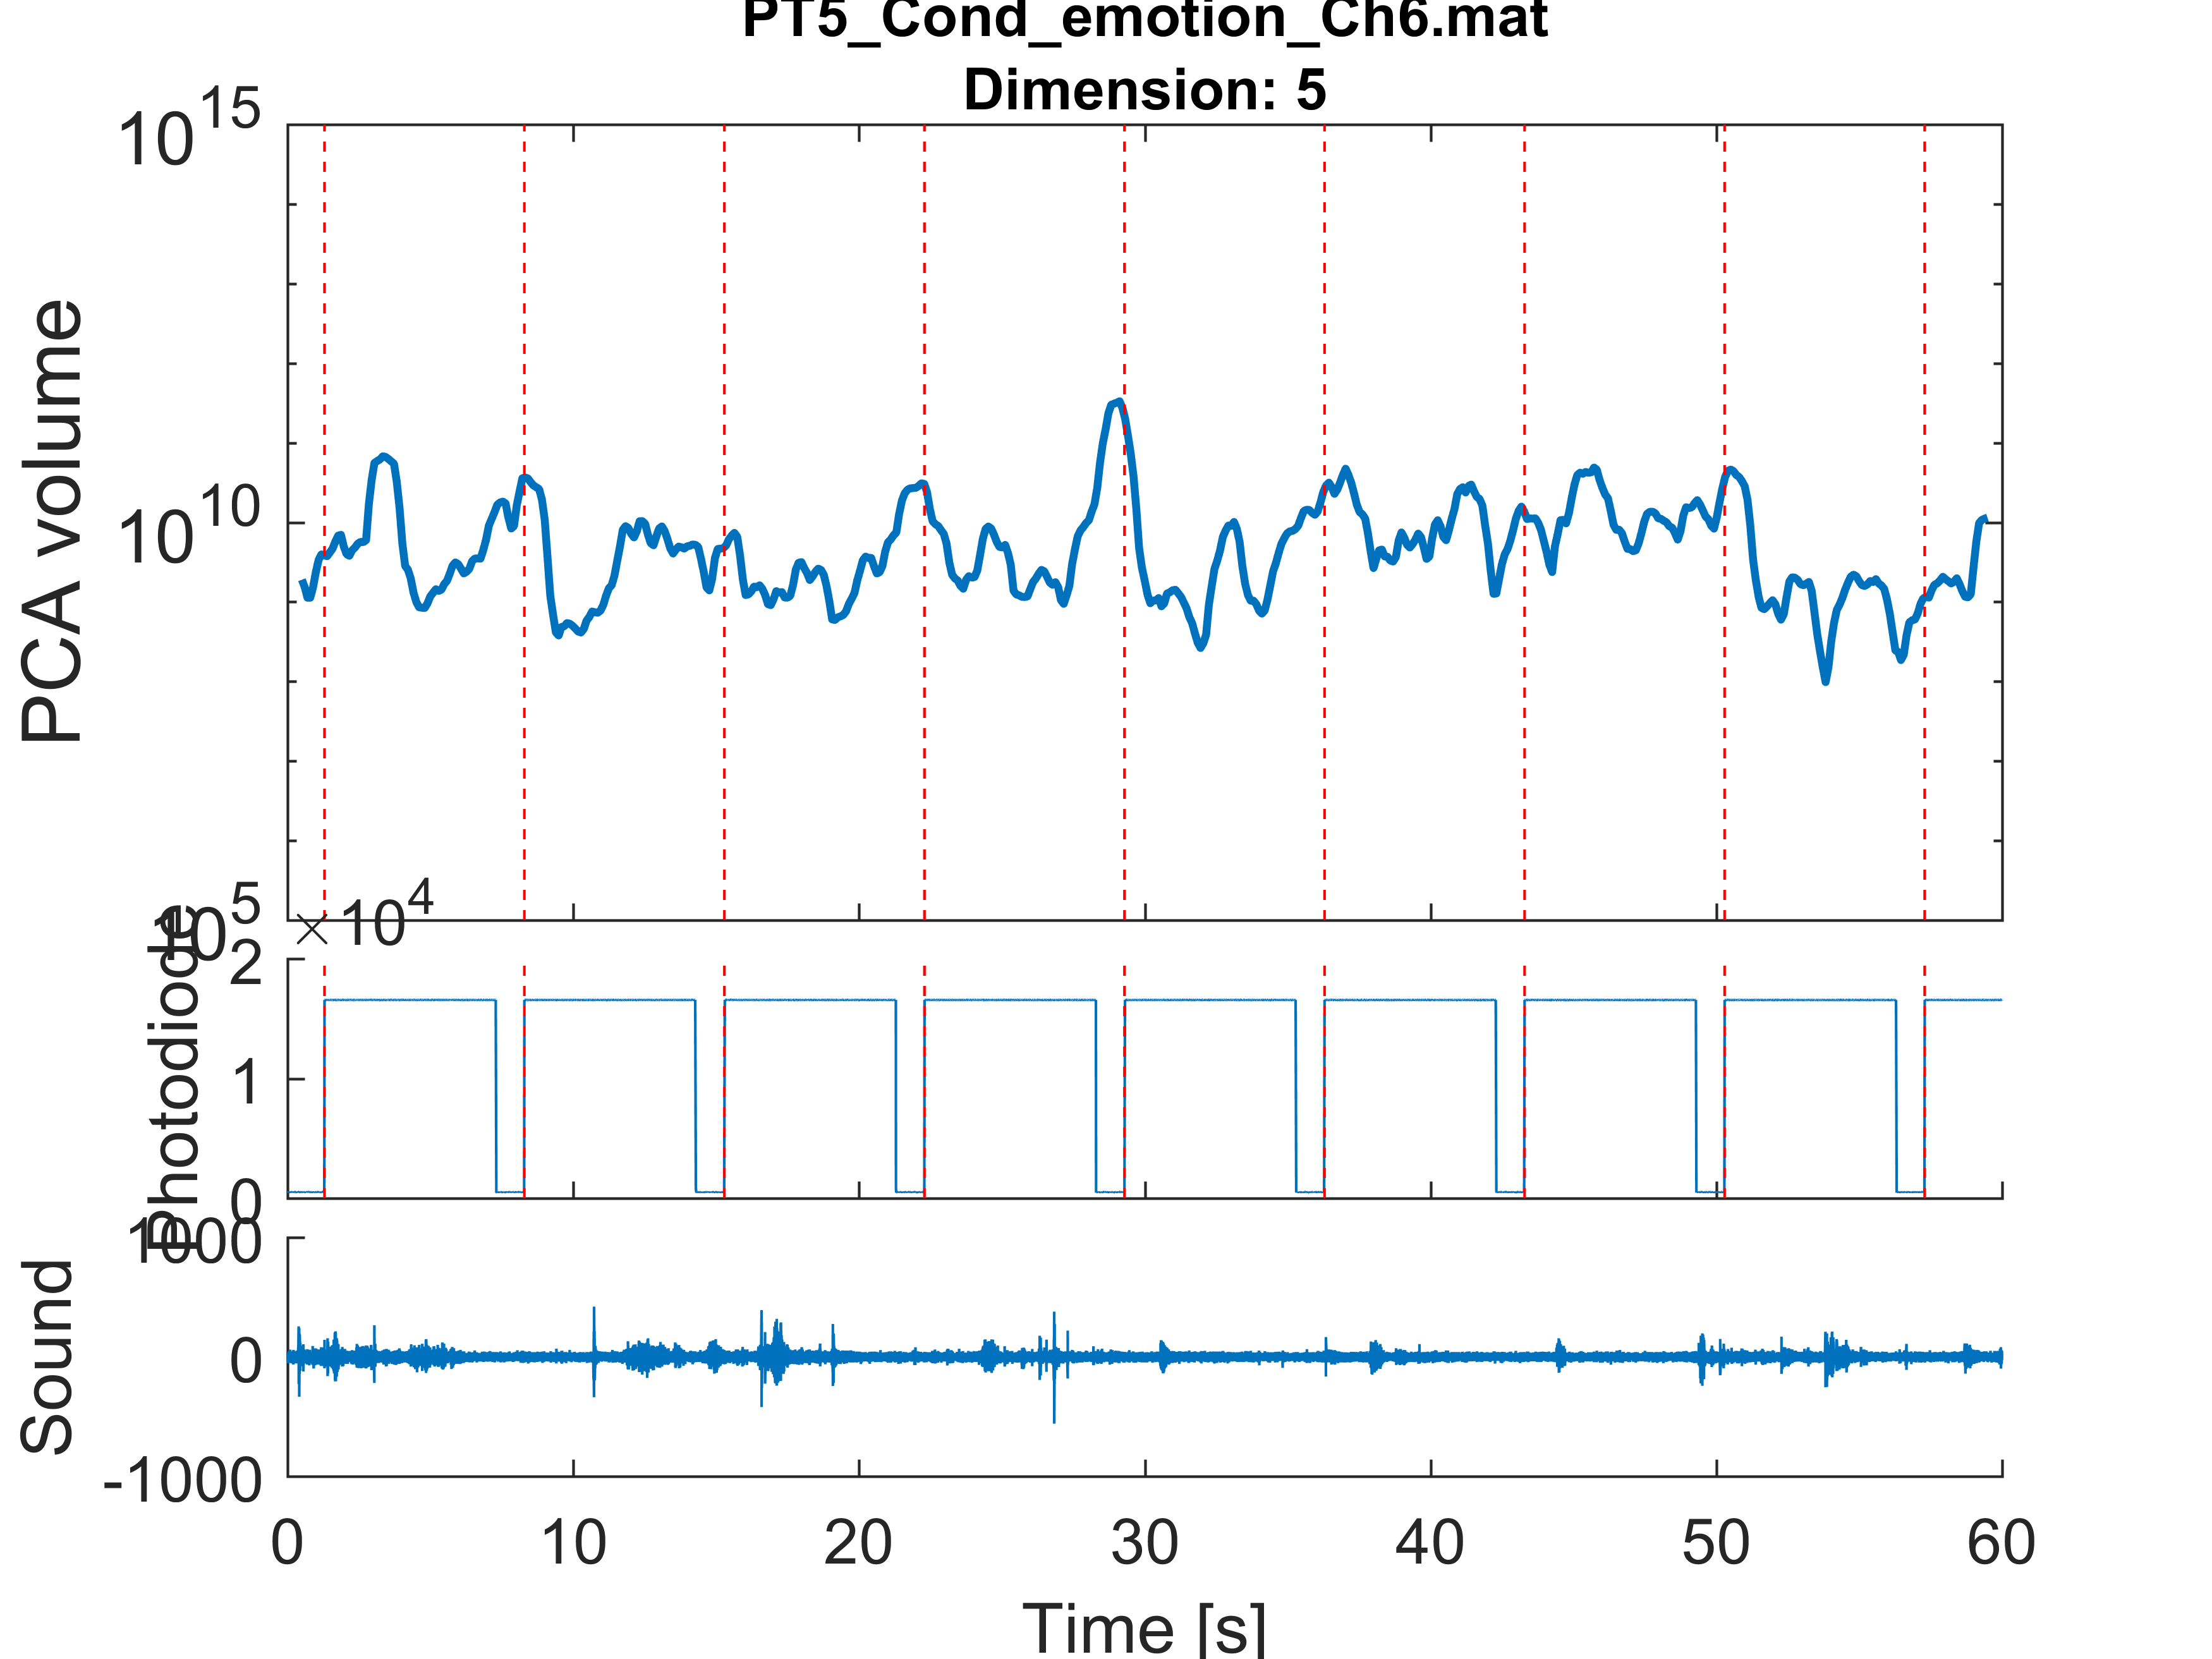 PT5_Cond_emotion_Ch6.mat
Dimension: 5
10^15
10^10
10^5
PCA volume
×10^4
2
1
0
Photodiode
1000
0
-1000
Sound
0 10 20 30 40 50 60
Time [s]